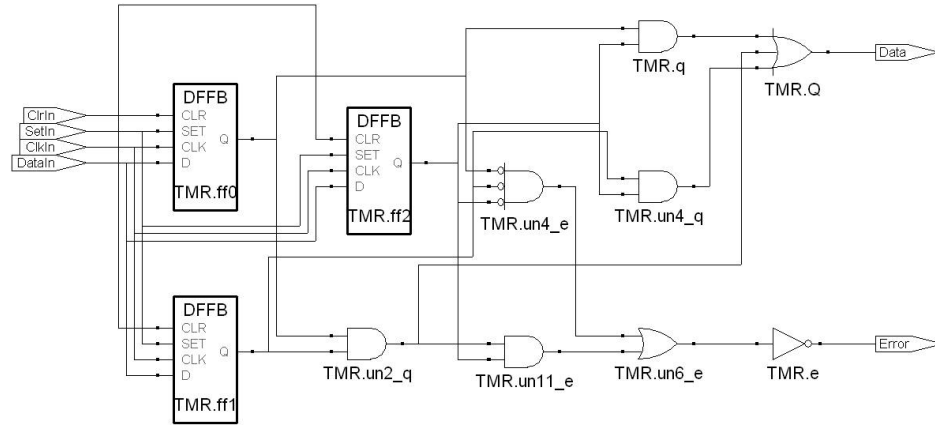 TMR.q
Data
TMR.Q
DFFB
CLR
SET
CLK
D
Q
TMR.ff0
ClrIn
SetIn
ClkIn
DataIn
DFFB
CLR
SET
CLK
D
Q
TMR.ff2
TMR.un4_e
TMR.un4_q
DFFB
CLR
SET
CLK
D
Q
TMR.ff1
TMR.un2_q
TMR.un11_e
TMR.un6_e
TMR.e
Error